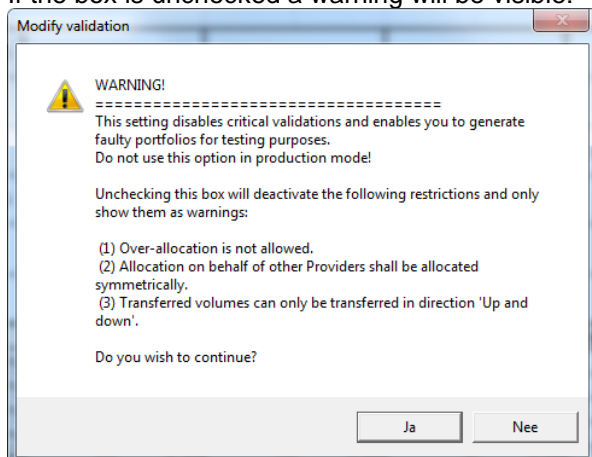 If the box is unchecked a warning will be visible.
Modify validation
WARNING!
====================================
This setting disables critical validations and enables you to generate
faulty portfolios for testing purposes.
Do not use this option in production mode!
Unchecking this box will deactivate the following restrictions and only
show them as warnings:
(1) Over-allocation is not allowed.
(2) Allocation on behalf of other Providers shall be allocated
symmetrically.
(3) Transferred volumes can only be transferred in direction 'Up and
down'.
Do you wish to continue?
Ja Nee